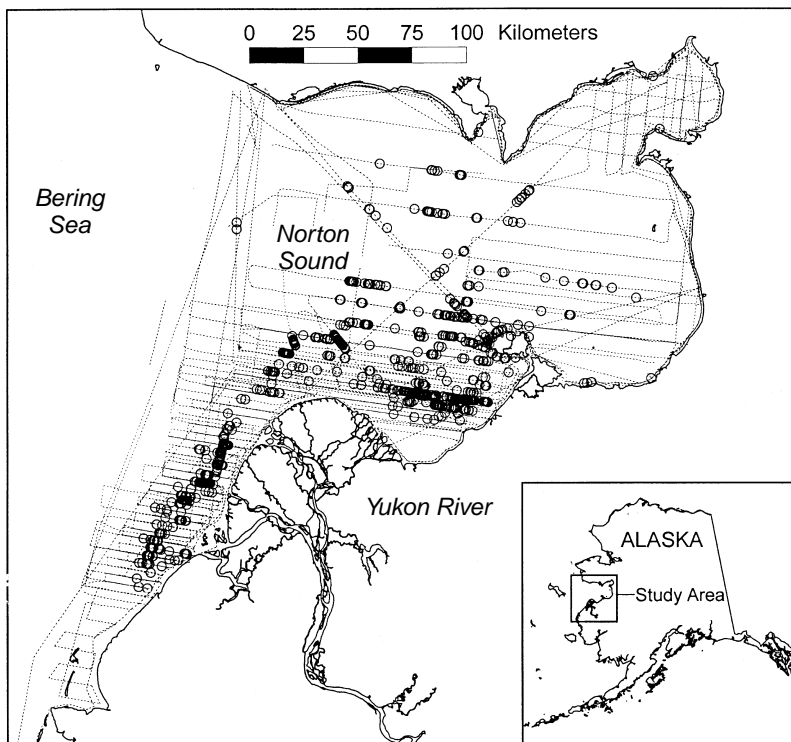 0 25 50 75 100 Kilometers
Bering
Sea
Norton
Sound
Yukon River
ALASKA
Study Area